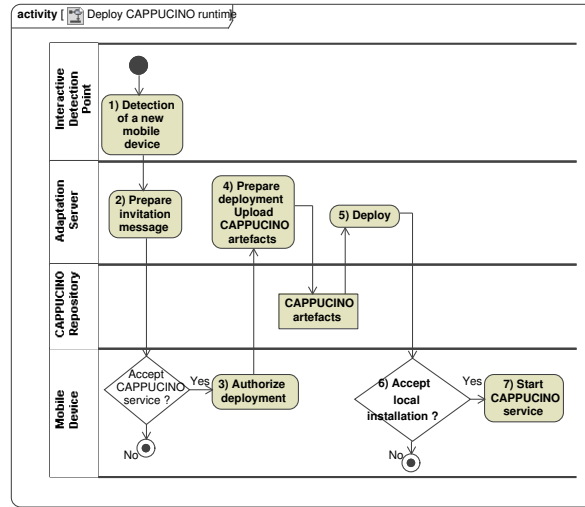 activity [ Deploy CAPPUCINO runtime
Interactive
Detection
Point
1) Detection
of a new
mobile
device
Adaptation
Server
2) Prepare
invitation
message
4) Prepare
deployment
Upload
CAPPUCINO
artefacts
5) Deploy
CAPPUCINO
Repository
CAPPUCINO
artefacts
Mobile
Device
Accept
CAPPUCINO
service ?
Yes
No
3) Authorize
deployment
6) Accept
local
installation ?
Yes
No
7) Start
CAPPUCINO
service